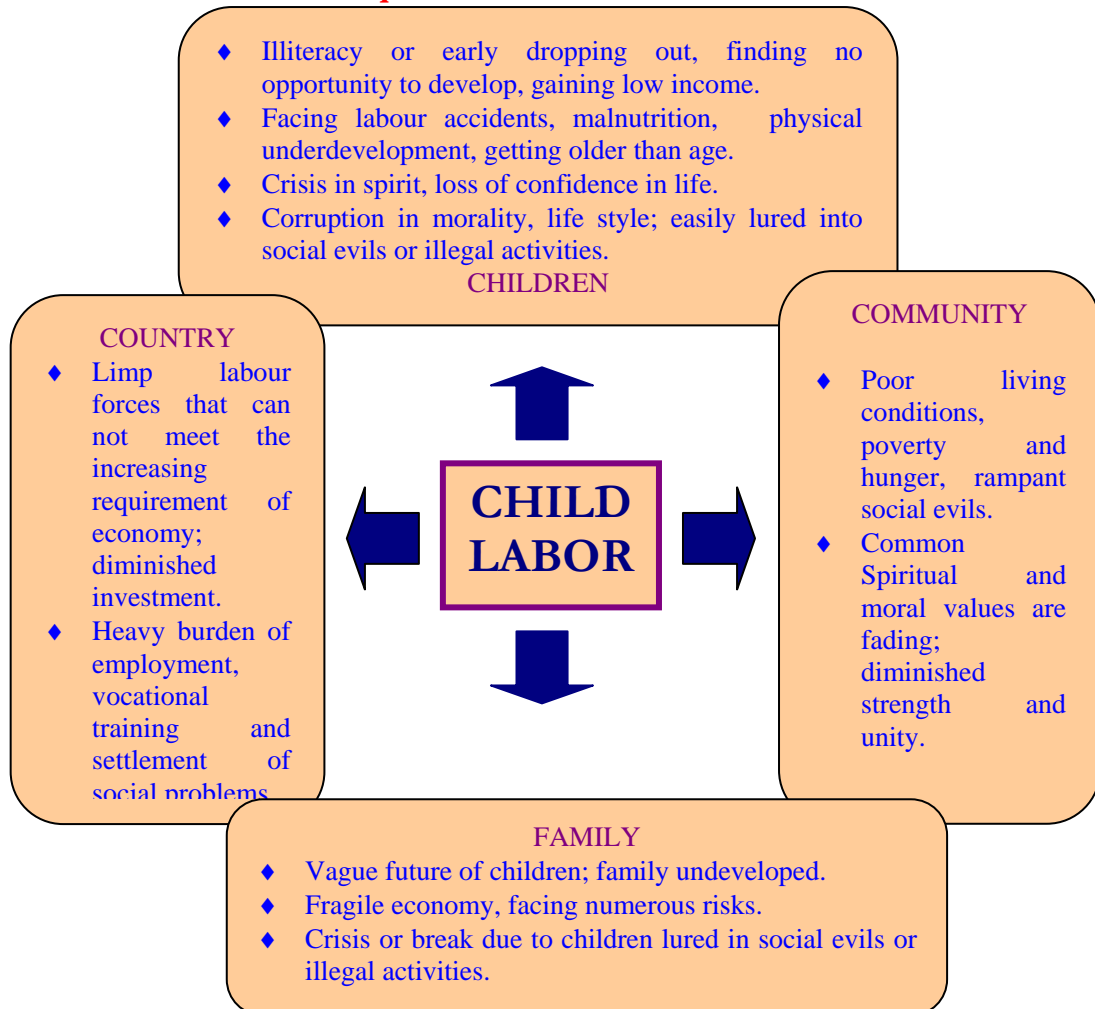 ♦ Illiteracy or early dropping out, finding no
opportunity to develop, gaining low income.
♦ Facing labour accidents, malnutrition, physical
underdevelopment, getting older than age.
♦ Crisis in spirit, loss of confidence in life.
♦ Corruption in morality, life style; easily lured into
social evils or illegal activities.
CHILDREN
COUNTRY
♦ Limp labour
forces that can
not meet the
increasing
requirement of
economy;
diminished
investment.
♦ Heavy burden of
employment,
vocational
training and
settlement of
social problems
CHILD
LABOR
COMMUNITY
♦ Poor living
conditions,
poverty and
hunger, rampant
social evils.
♦ Common
Spiritual and
moral values are
fading;
diminished
strength and
unity.
FAMILY
♦ Vague future of children; family undeveloped.
♦ Fragile economy, facing numerous risks.
♦ Crisis or break due to children lured in social evils or
illegal activities.